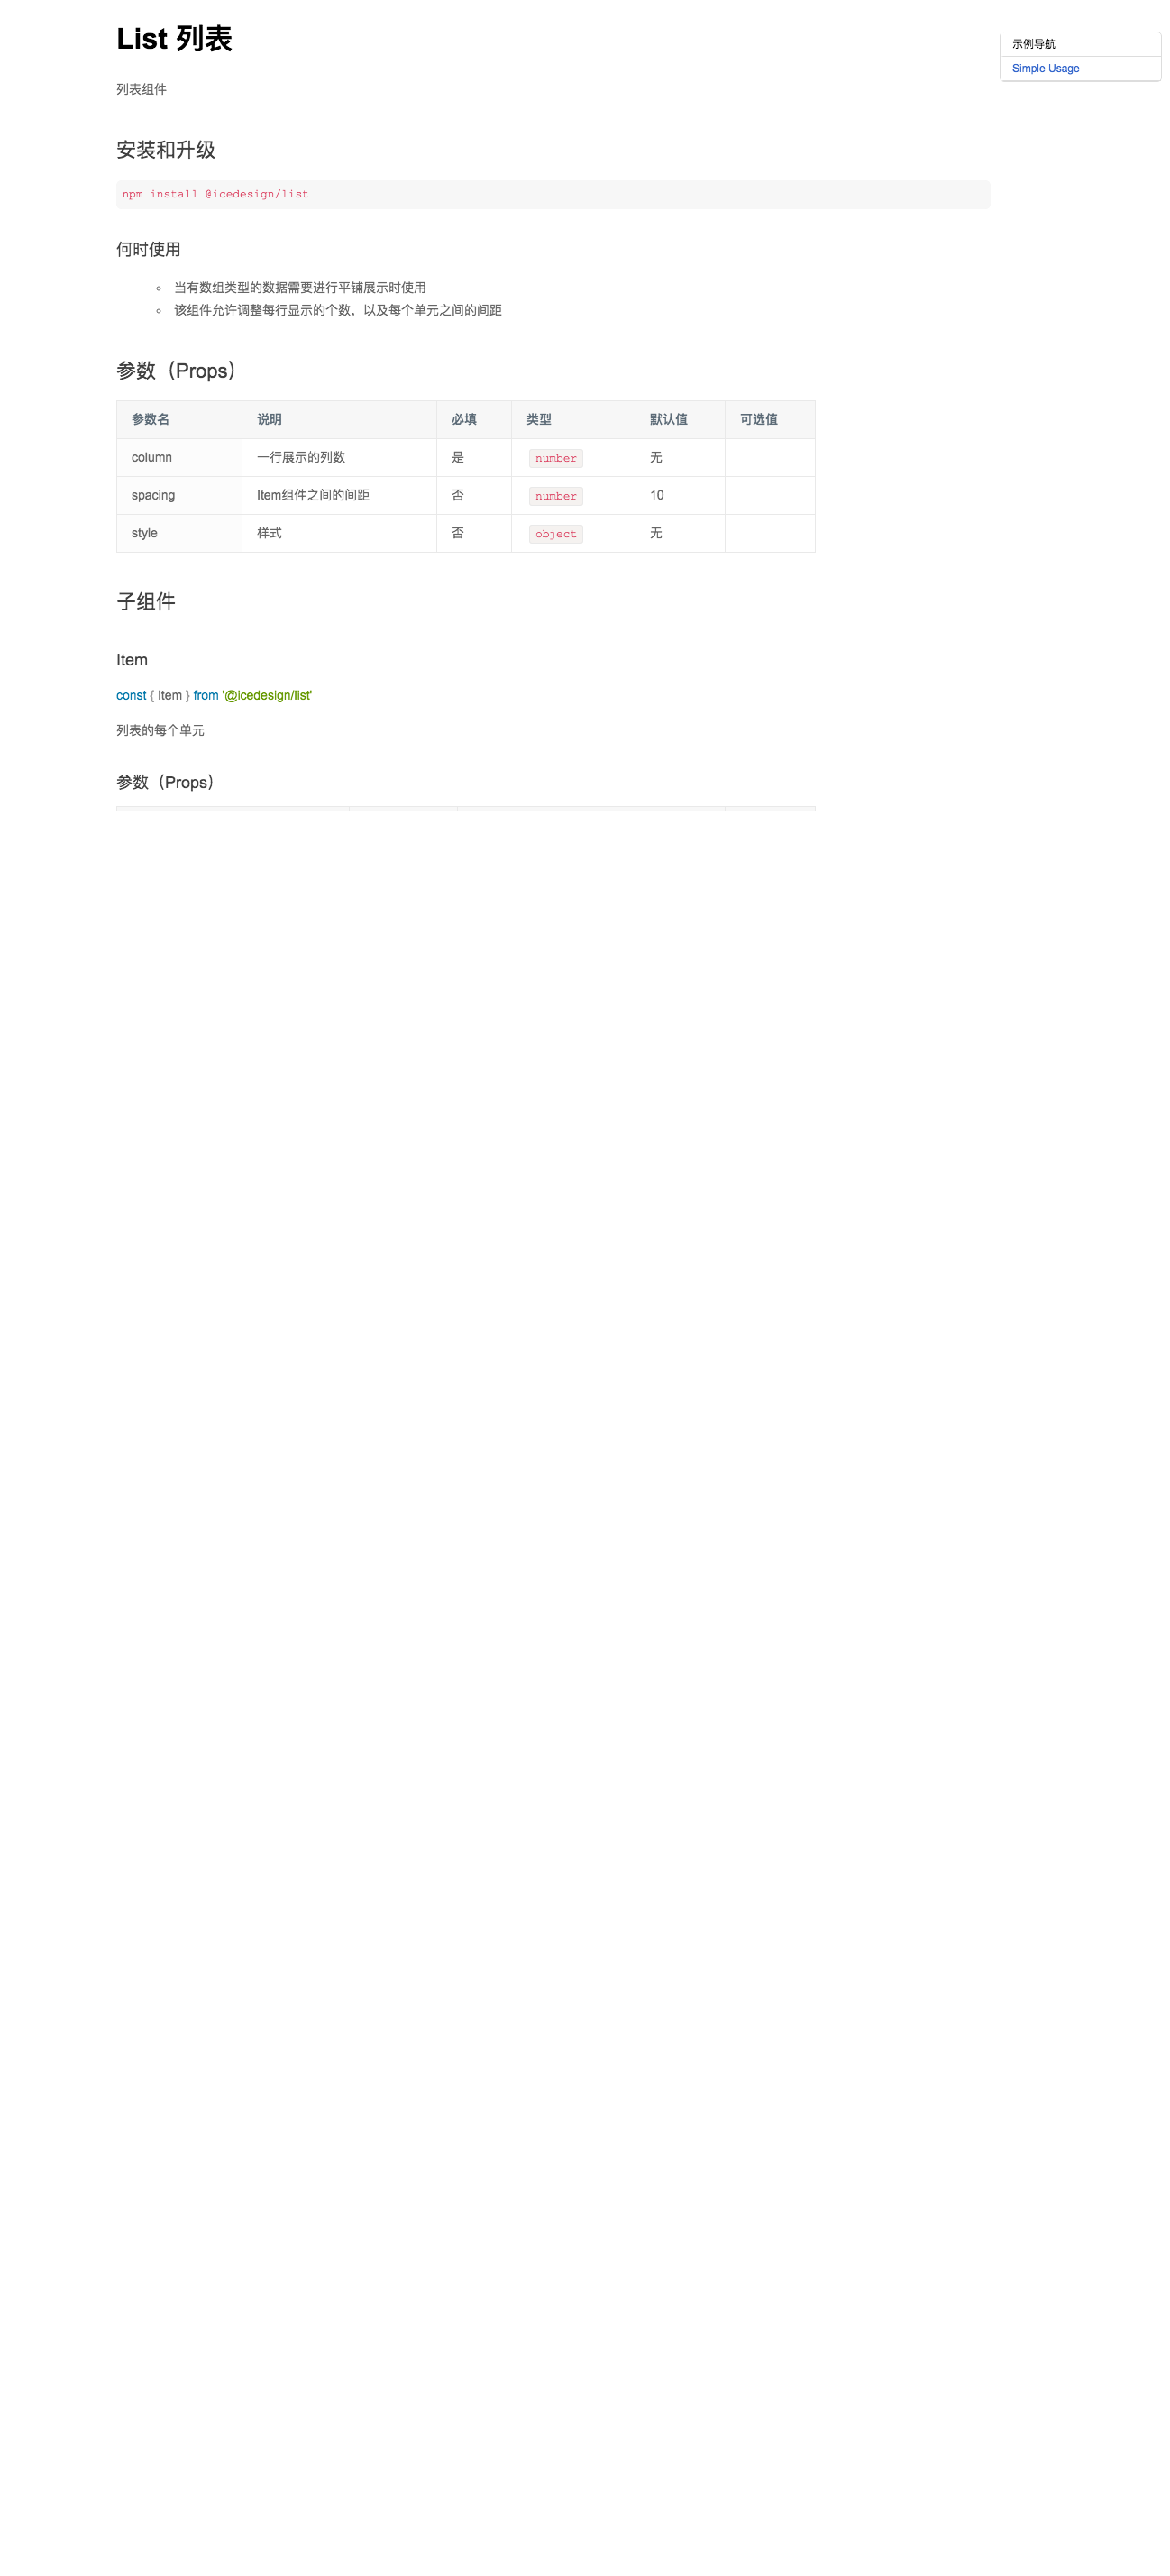 List 列表
示例导航
Simple Usage
列表组件
安装和升级
npm install @icedesign/list
何时使用
当有数组类型的数据需要进行平铺展示时使用
该组件允许调整每行显示的个数，以及每个单元之间的间距
参数（Props）
参数名 说明 必填 类型 默认值 可选值
column 一行展示的列数 是 number 无
spacing Item组件之间的间距 否 number 10
style 样式 否 object 无
子组件
Item
const { Item } from '@icedesign/list'
列表的每个单元
参数（Props）